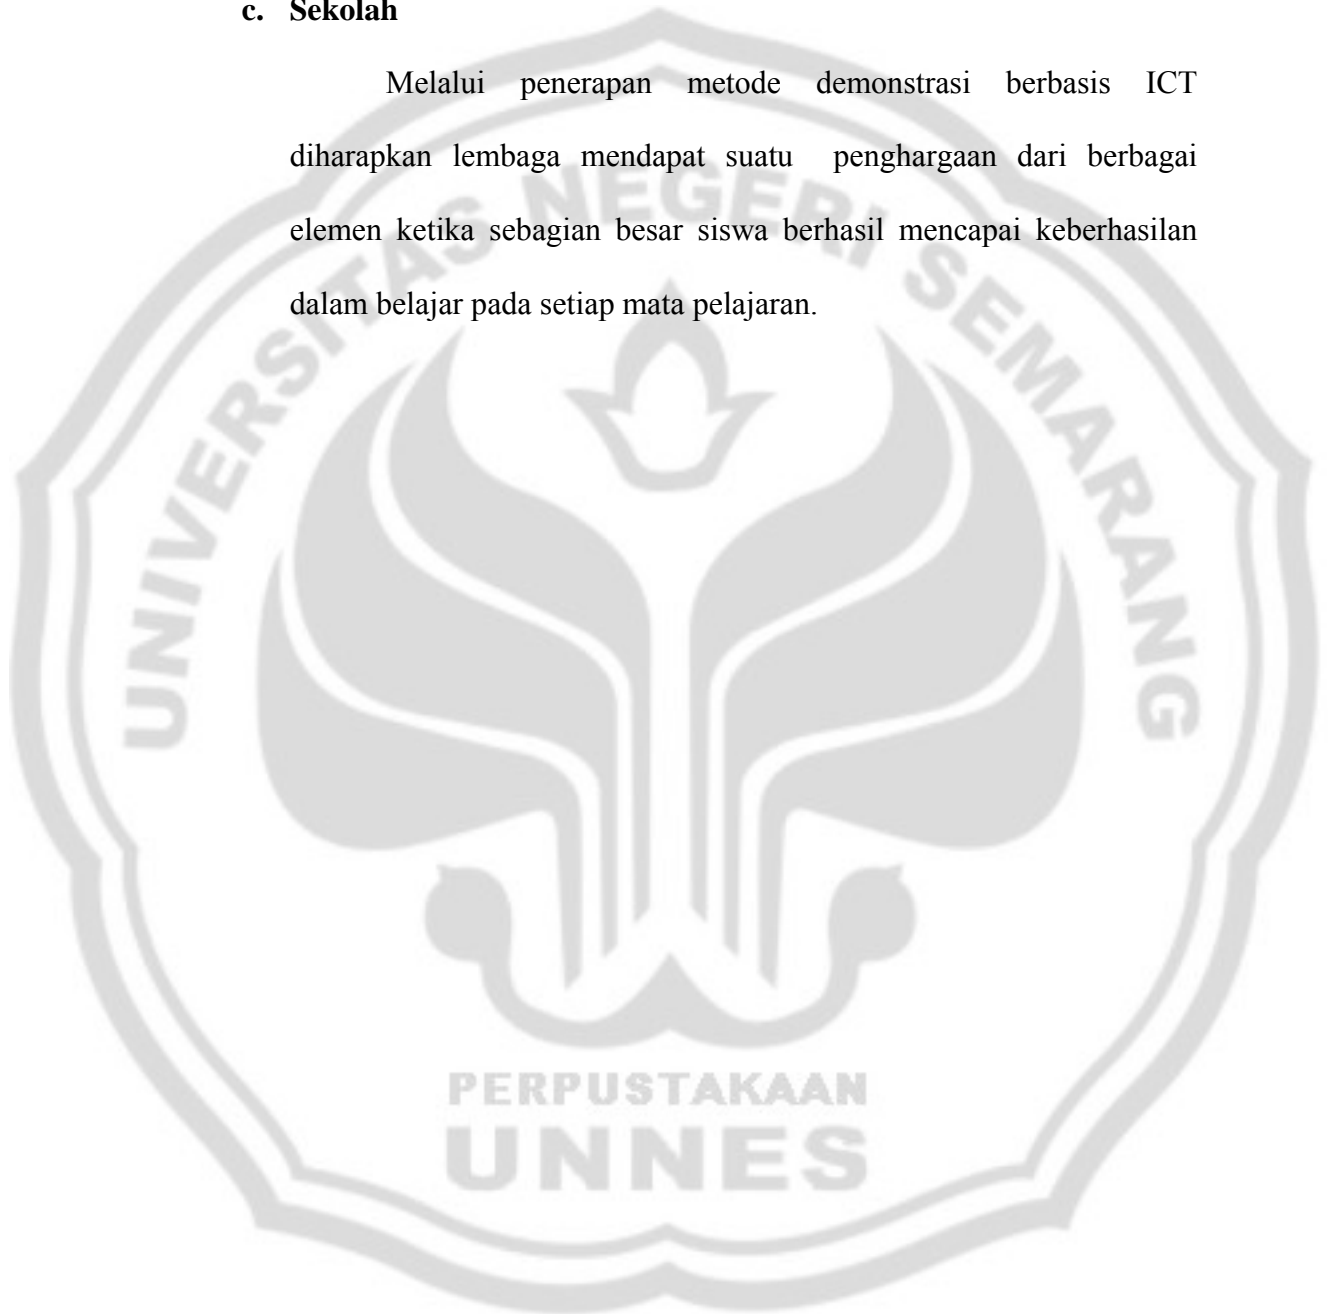 c. Sekolah
Melalui penerapan metode demonstrasi berbasis ICT
diharapkan lembaga mendapat suatu penghargaan dari berbagai
elemen ketika sebagian besar siswa berhasil mencapai keberhasilan
dalam belajar pada setiap mata pelajaran.
UNIVERSITAS NEGERI SEMARANG
PERPUSTAKAAN
UNNES